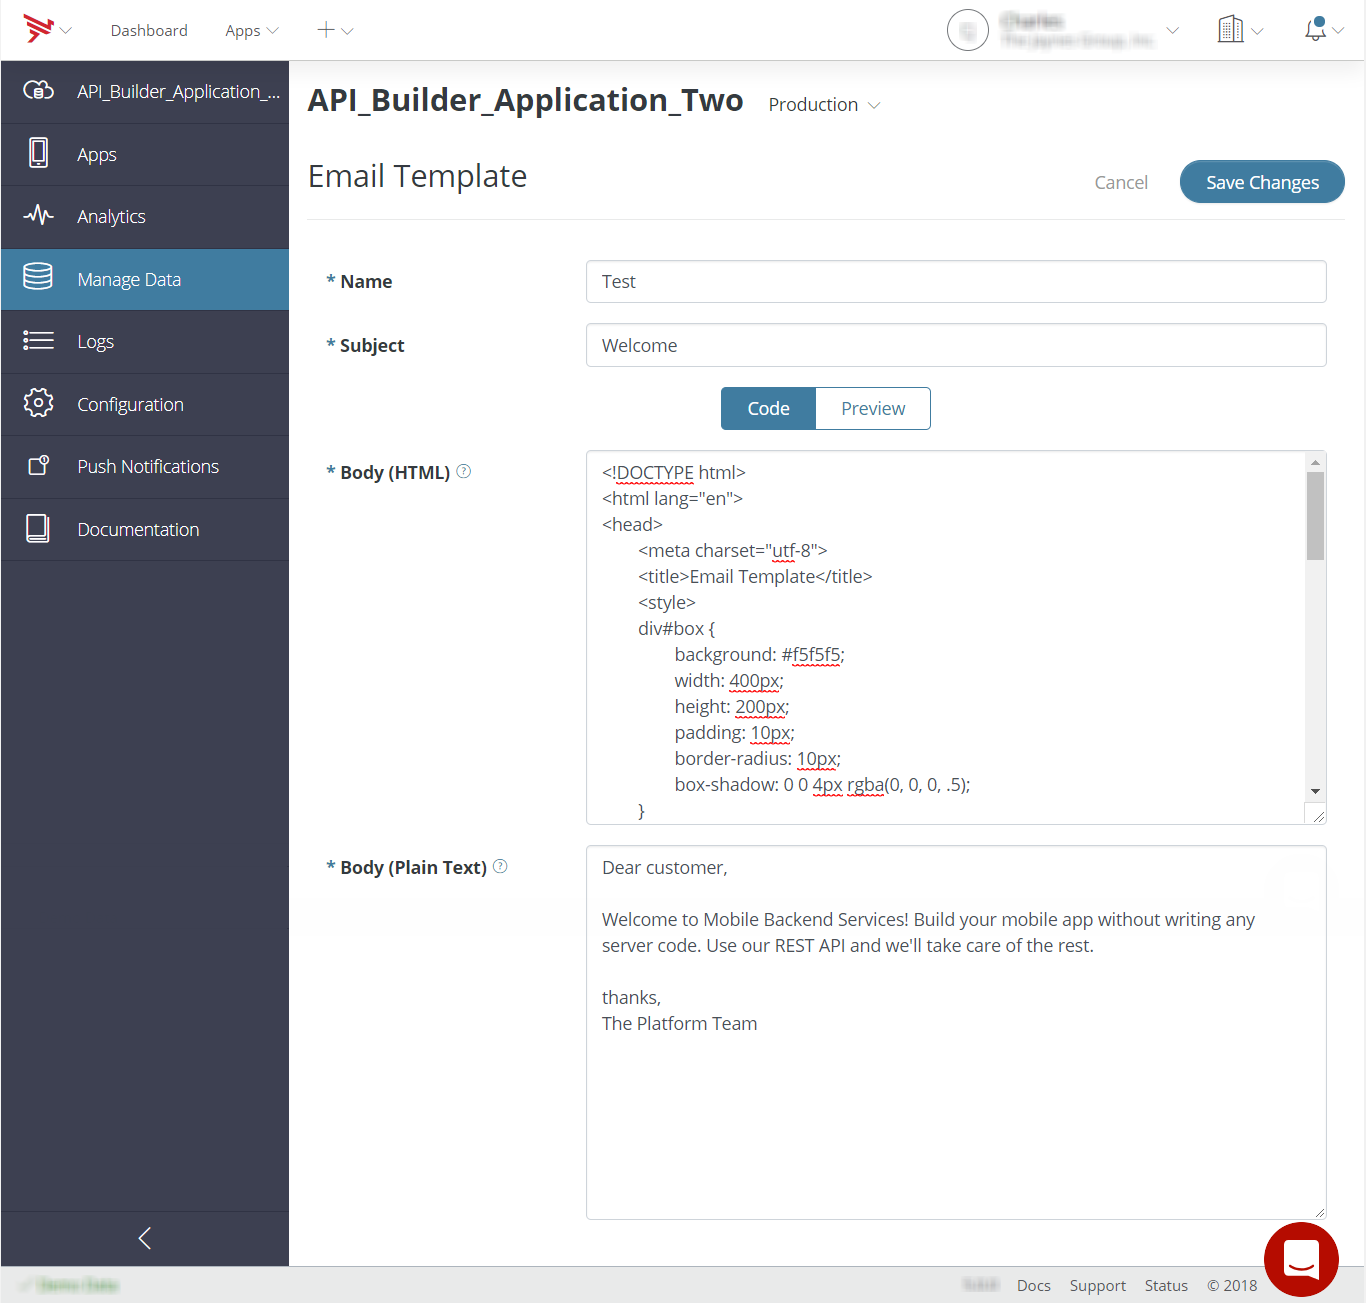 Dashboard Apps
API_Builder_Application_...
Apps
Analytics
Manage Data
Logs
Configuration
Push Notifications
Documentation
API_Builder_Application_Two Production
Email Template
Cancel Save Changes
* Name Test
* Subject Welcome
Code Preview
* Body (HTML) ?
<!DOCTYPE html>
<html lang="en">
<head>
<meta charset="utf-8">
<title>Email Template</title>
<style>
div#box {
background: #f5f5f5;
width: 400px;
height: 200px;
padding: 10px;
border-radius: 10px;
box-shadow: 0 0 4px rgba(0, 0, 0, .5);
}
* Body (Plain Text) ?
Dear customer,
Welcome to Mobile Backend Services! Build your mobile app without writing any
server code. Use our REST API and we'll take care of the rest.
thanks,
The Platform Team
Docs Support Status © 2018